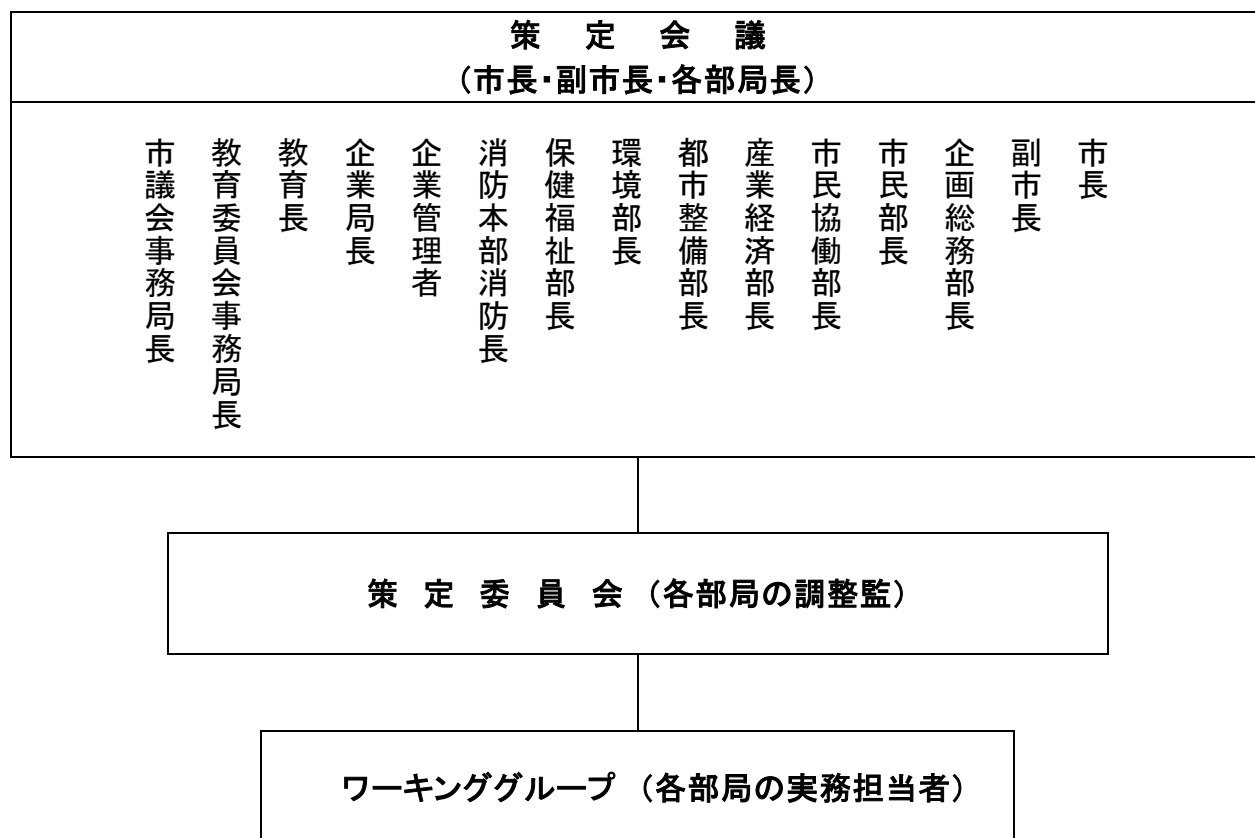 策定会議
（市長・副市長・各部局長）
市長
副市長
企画総務部長
市民部長
市民協働部長
産業経済部長
都市整備部長
環境部長
保健福祉部長
消防本部消防長
企業管理者
企業局長
教育長
教育委員会事務局長
市議会事務局長
策定委員会（各部局の調整監）
ワーキンググループ（各部局の実務担当者）